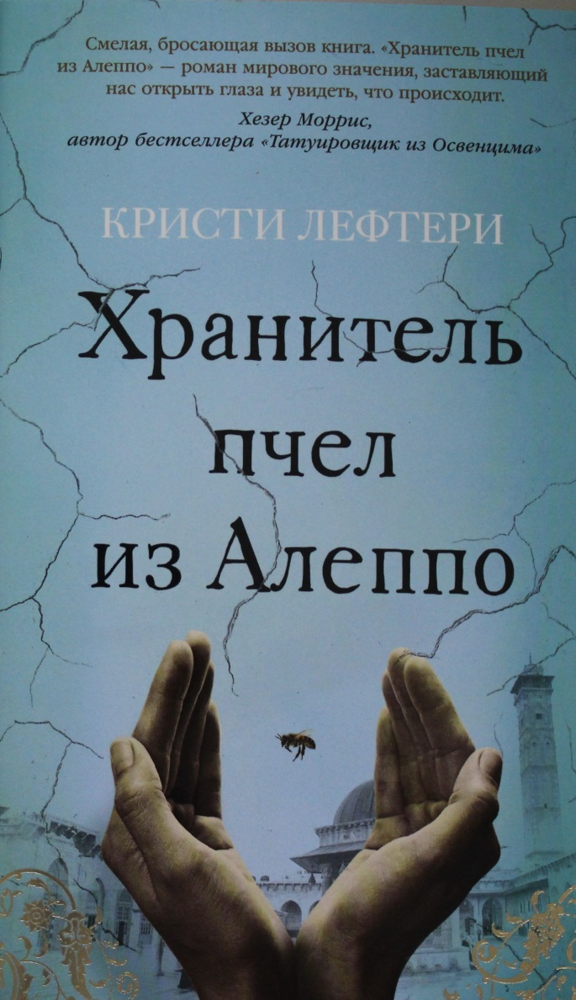 Смелая, бросающая вызов книга. «Хранитель пчел
из Алеппо» — роман мирового значения, заставляющий
нас открыть глаза и увидеть, что происходит.
Хезер Моррис,
автор бестселлера «Татуировщик из Освенцима»
КРИСТИ ЛЕФТЕРИ
Хранитель
пчел
из Алеппо